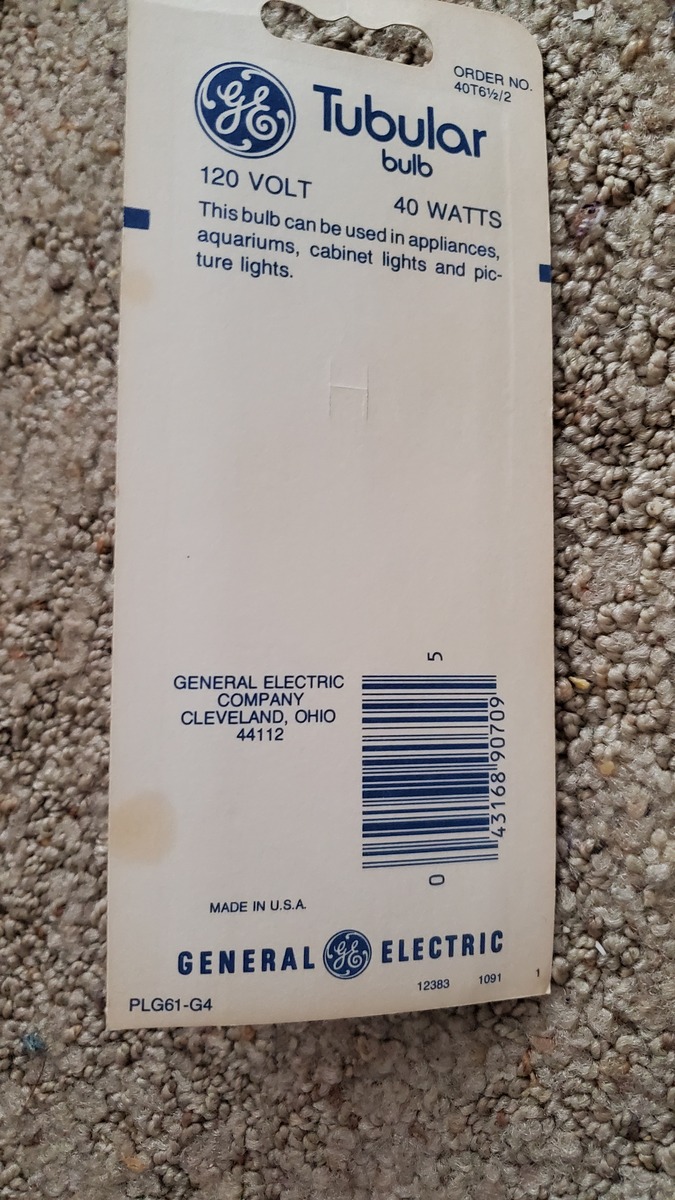 ORDER NO.
40T6½/2
GE Tubular
bulb
120 VOLT 40 WATTS
This bulb can be used in appliances,
aquariums, cabinet lights and pic-
ture lights.
GENERAL ELECTRIC
COMPANY
CLEVELAND, OHIO
44112
0 43168 90709 5
MADE IN U.S.A.
GENERAL GE ELECTRIC
12383 1091 1
PLG61-G4